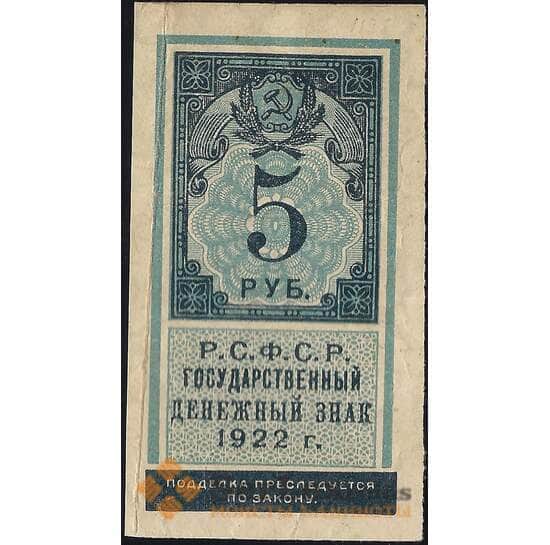 5
РУБ.
Р.С.Ф.С.Р.
ГОСУДАРСТВЕННЫЙ
ДЕНЕЖНЫЙ ЗНАК
1922 г.
ПОДДЕЛКА ПРЕСЛЕДУЕТСЯ
ПО ЗАКОНУ.